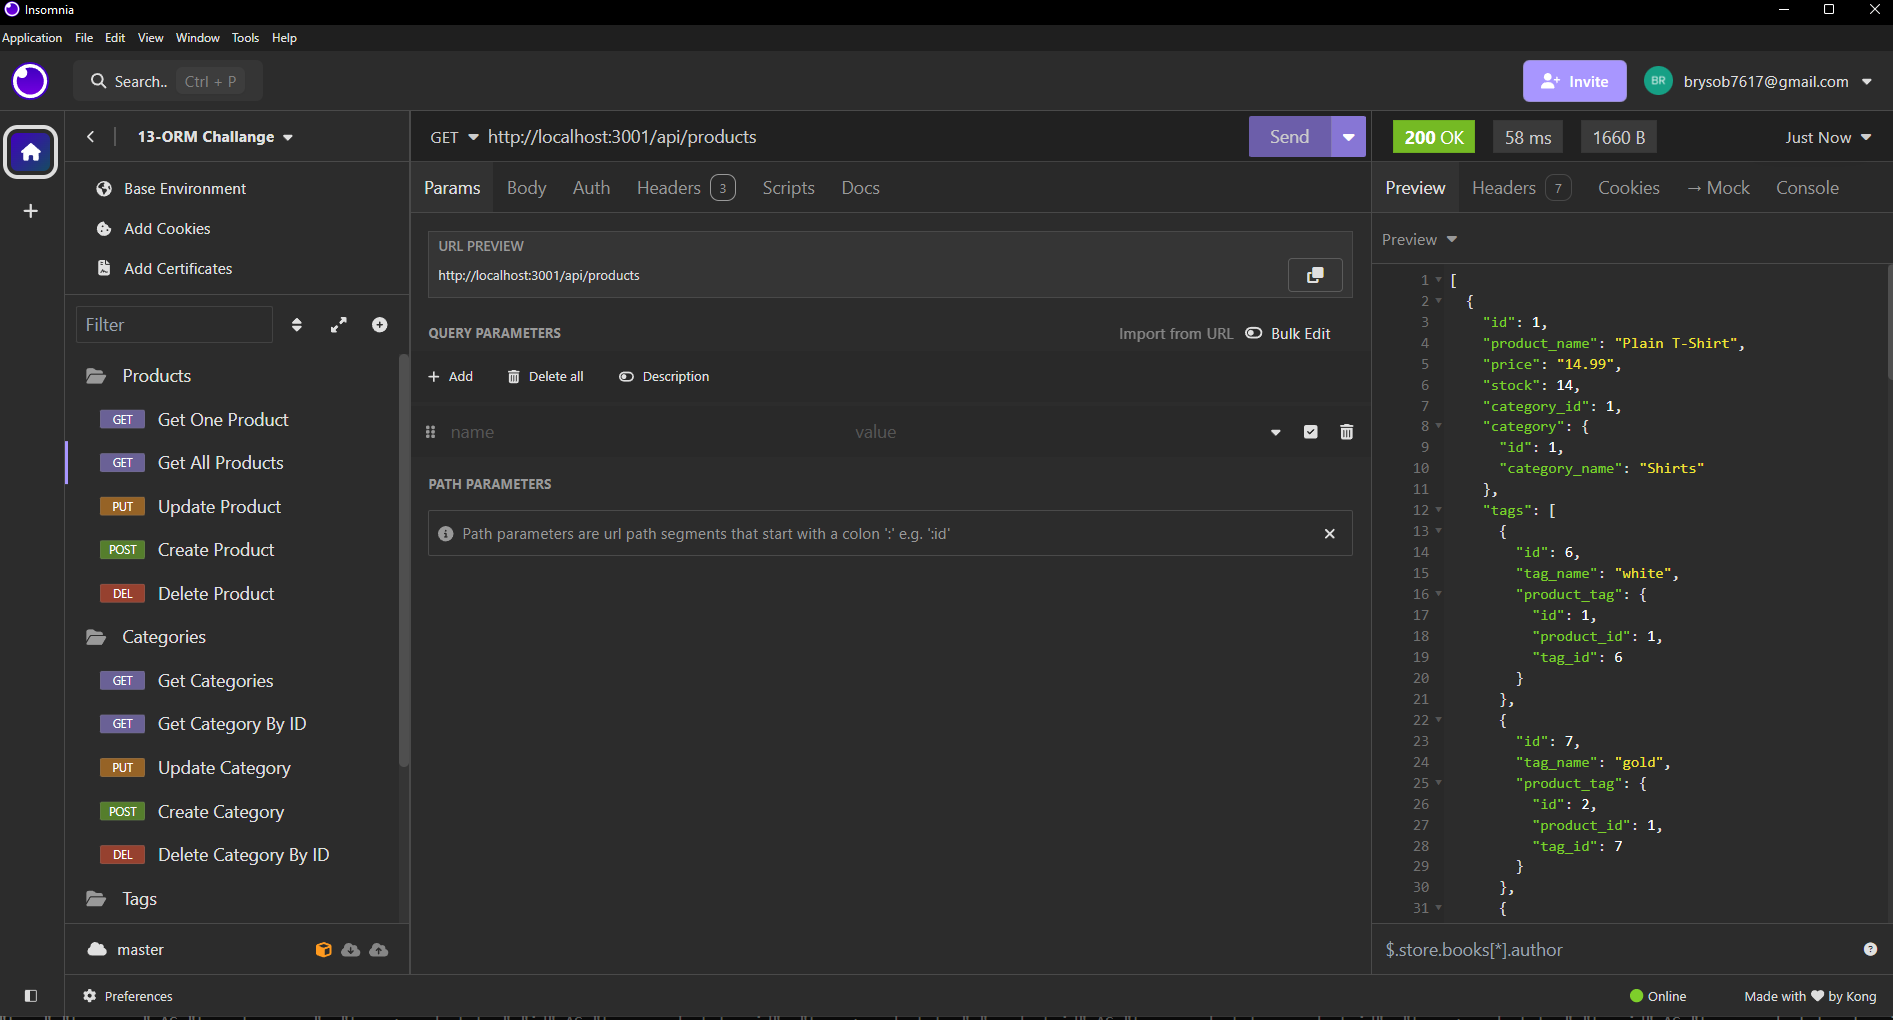 Insomnia
Application File Edit View Window Tools Help
Search.. Ctrl + P
Invite
BR brysob7617@gmail.com
13-ORM Challange
Base Environment
Add Cookies
Add Certificates
Filter
Products
GET Get One Product
GET Get All Products
PUT Update Product
POST Create Product
DEL Delete Product
Categories
GET Get Categories
GET Get Category By ID
PUT Update Category
POST Create Category
DEL Delete Category By ID
Tags
master
Preferences
GET http://localhost:3001/api/products
Send
Params Body Auth Headers 3 Scripts Docs
URL PREVIEW
http://localhost:3001/api/products
QUERY PARAMETERS Import from URL Bulk Edit
+ Add Delete all Description
name value
PATH PARAMETERS
Path parameters are url path segments that start with a colon ':' e.g. ':id'
200 OK 58 ms 1660 B Just Now
Preview Headers 7 Cookies → Mock Console
Preview
1 [
2 {
3 "id": 1,
4 "product_name": "Plain T-Shirt",
5 "price": "14.99",
6 "stock": 14,
7 "category_id": 1,
8 "category": {
9 "id": 1,
10 "category_name": "Shirts"
11 },
12 "tags": [
13 {
14 "id": 6,
15 "tag_name": "white",
16 "product_tag": {
17 "id": 1,
18 "product_id": 1,
19 "tag_id": 6
20 }
21 },
22 {
23 "id": 7,
24 "tag_name": "gold",
25 "product_tag": {
26 "id": 2,
27 "product_id": 1,
28 "tag_id": 7
29 }
30 },
31 {
$.store.books[*].author
Online
Made with ♥ by Kong